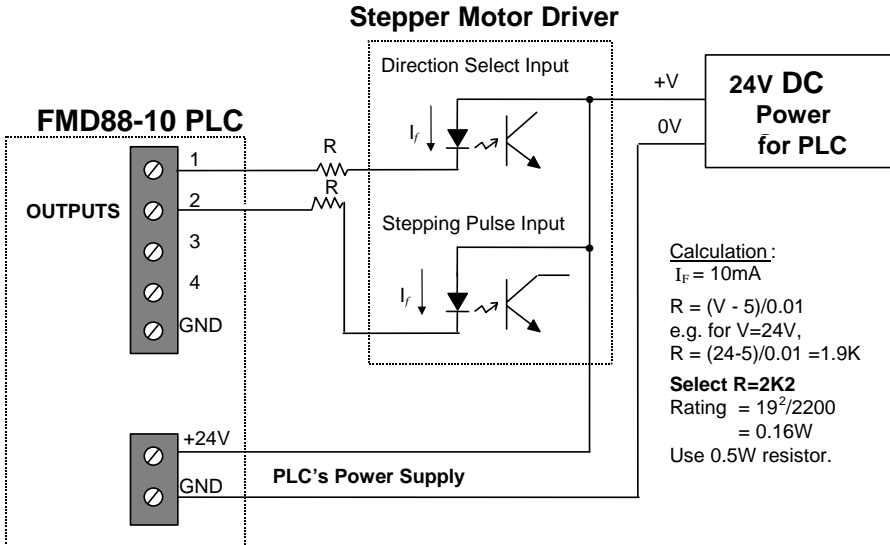 Stepper Motor Driver
Direction Select Input
If
+V
0V
24V DC
Power
for PLC
FMD88-10 PLC
OUTPUTS
1
2
3
4
GND
R
R
Stepping Pulse Input
If
Calculation :
IF = 10mA
R = (V - 5)/0.01
e.g. for V=24V,
R = (24-5)/0.01 =1.9K
Select R=2K2
Rating = 19²/2200
= 0.16W
Use 0.5W resistor.
+24V
GND
PLC's Power Supply